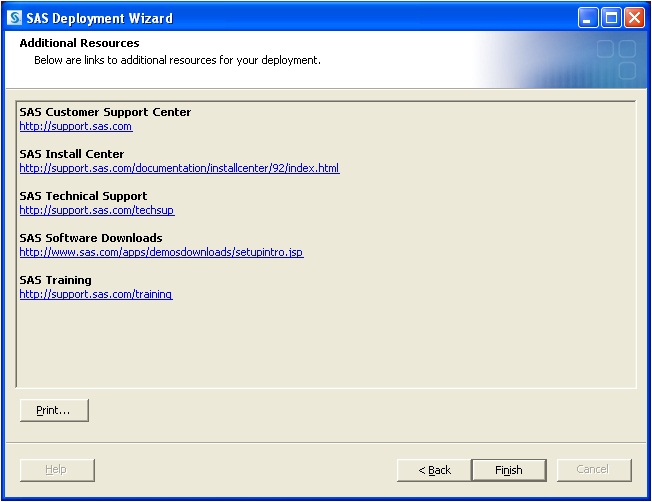 SAS Deployment Wizard
Additional Resources
Below are links to additional resources for your deployment.
SAS Customer Support Center
http://support.sas.com
SAS Install Center
http://support.sas.com/documentation/installcenter/92/index.html
SAS Technical Support
http://support.sas.com/techsup
SAS Software Downloads
http://www.sas.com/apps/demosdownloads/setupintro.jsp
SAS Training
http://support.sas.com/training
Print...
Help
< Back
Finish
Cancel